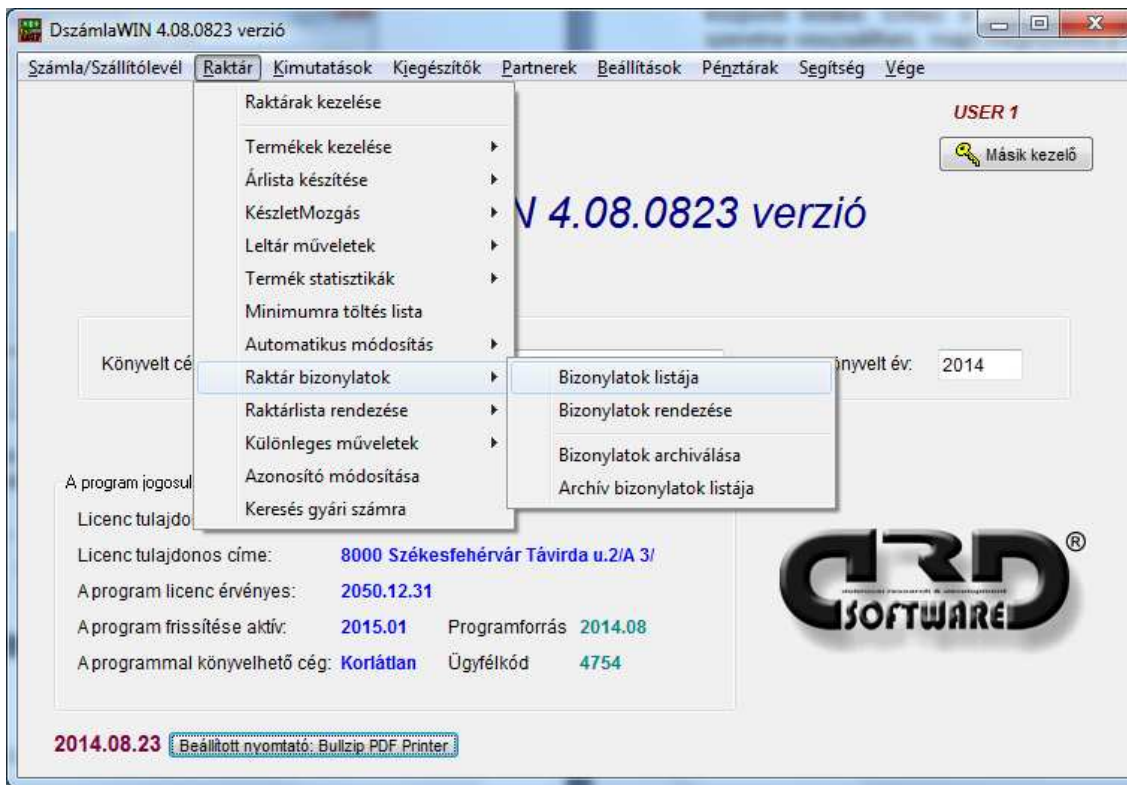 DszámlaWIN 4.08.0823 verzió
Számla/Szállítólevél Raktár Kimutatások Kiegészítők Partnerek Beállítások Pénztárak Segítség Vége
Raktárak kezelése
USER 1
Termékek kezelése
Másik kezelő
Árlista készítése
KészletMozgás
N 4.08.0823 verzió
Leltár műveletek
Termék statisztikák
Minimumra töltés lista
Automatikus módosítás
Könyvelt cé
Raktár bizonylatok
Bizonylatok listája
önyvelt év: 2014
Raktárlista rendezése
Bizonylatok rendezése
Különleges műveletek
Bizonylatok archiválása
A program jogosul
Azonosító módosítása
Archív bizonylatok listája
Licenc tulajdo
Keresés gyári számra
Licenc tulajdonos címe: 8000 Székesfehérvár Távirda u.2/A 3/
A program licenc érvényes: 2050.12.31
A program frissítése aktív: 2015.01 Programforrás 2014.08
A programmal könyvelhető cég: Korlátlan Ügyfélkód 4754
DRD ®
SOFTWARE
2014.08.23 Beállított nyomtató: Bullzip PDF Printer